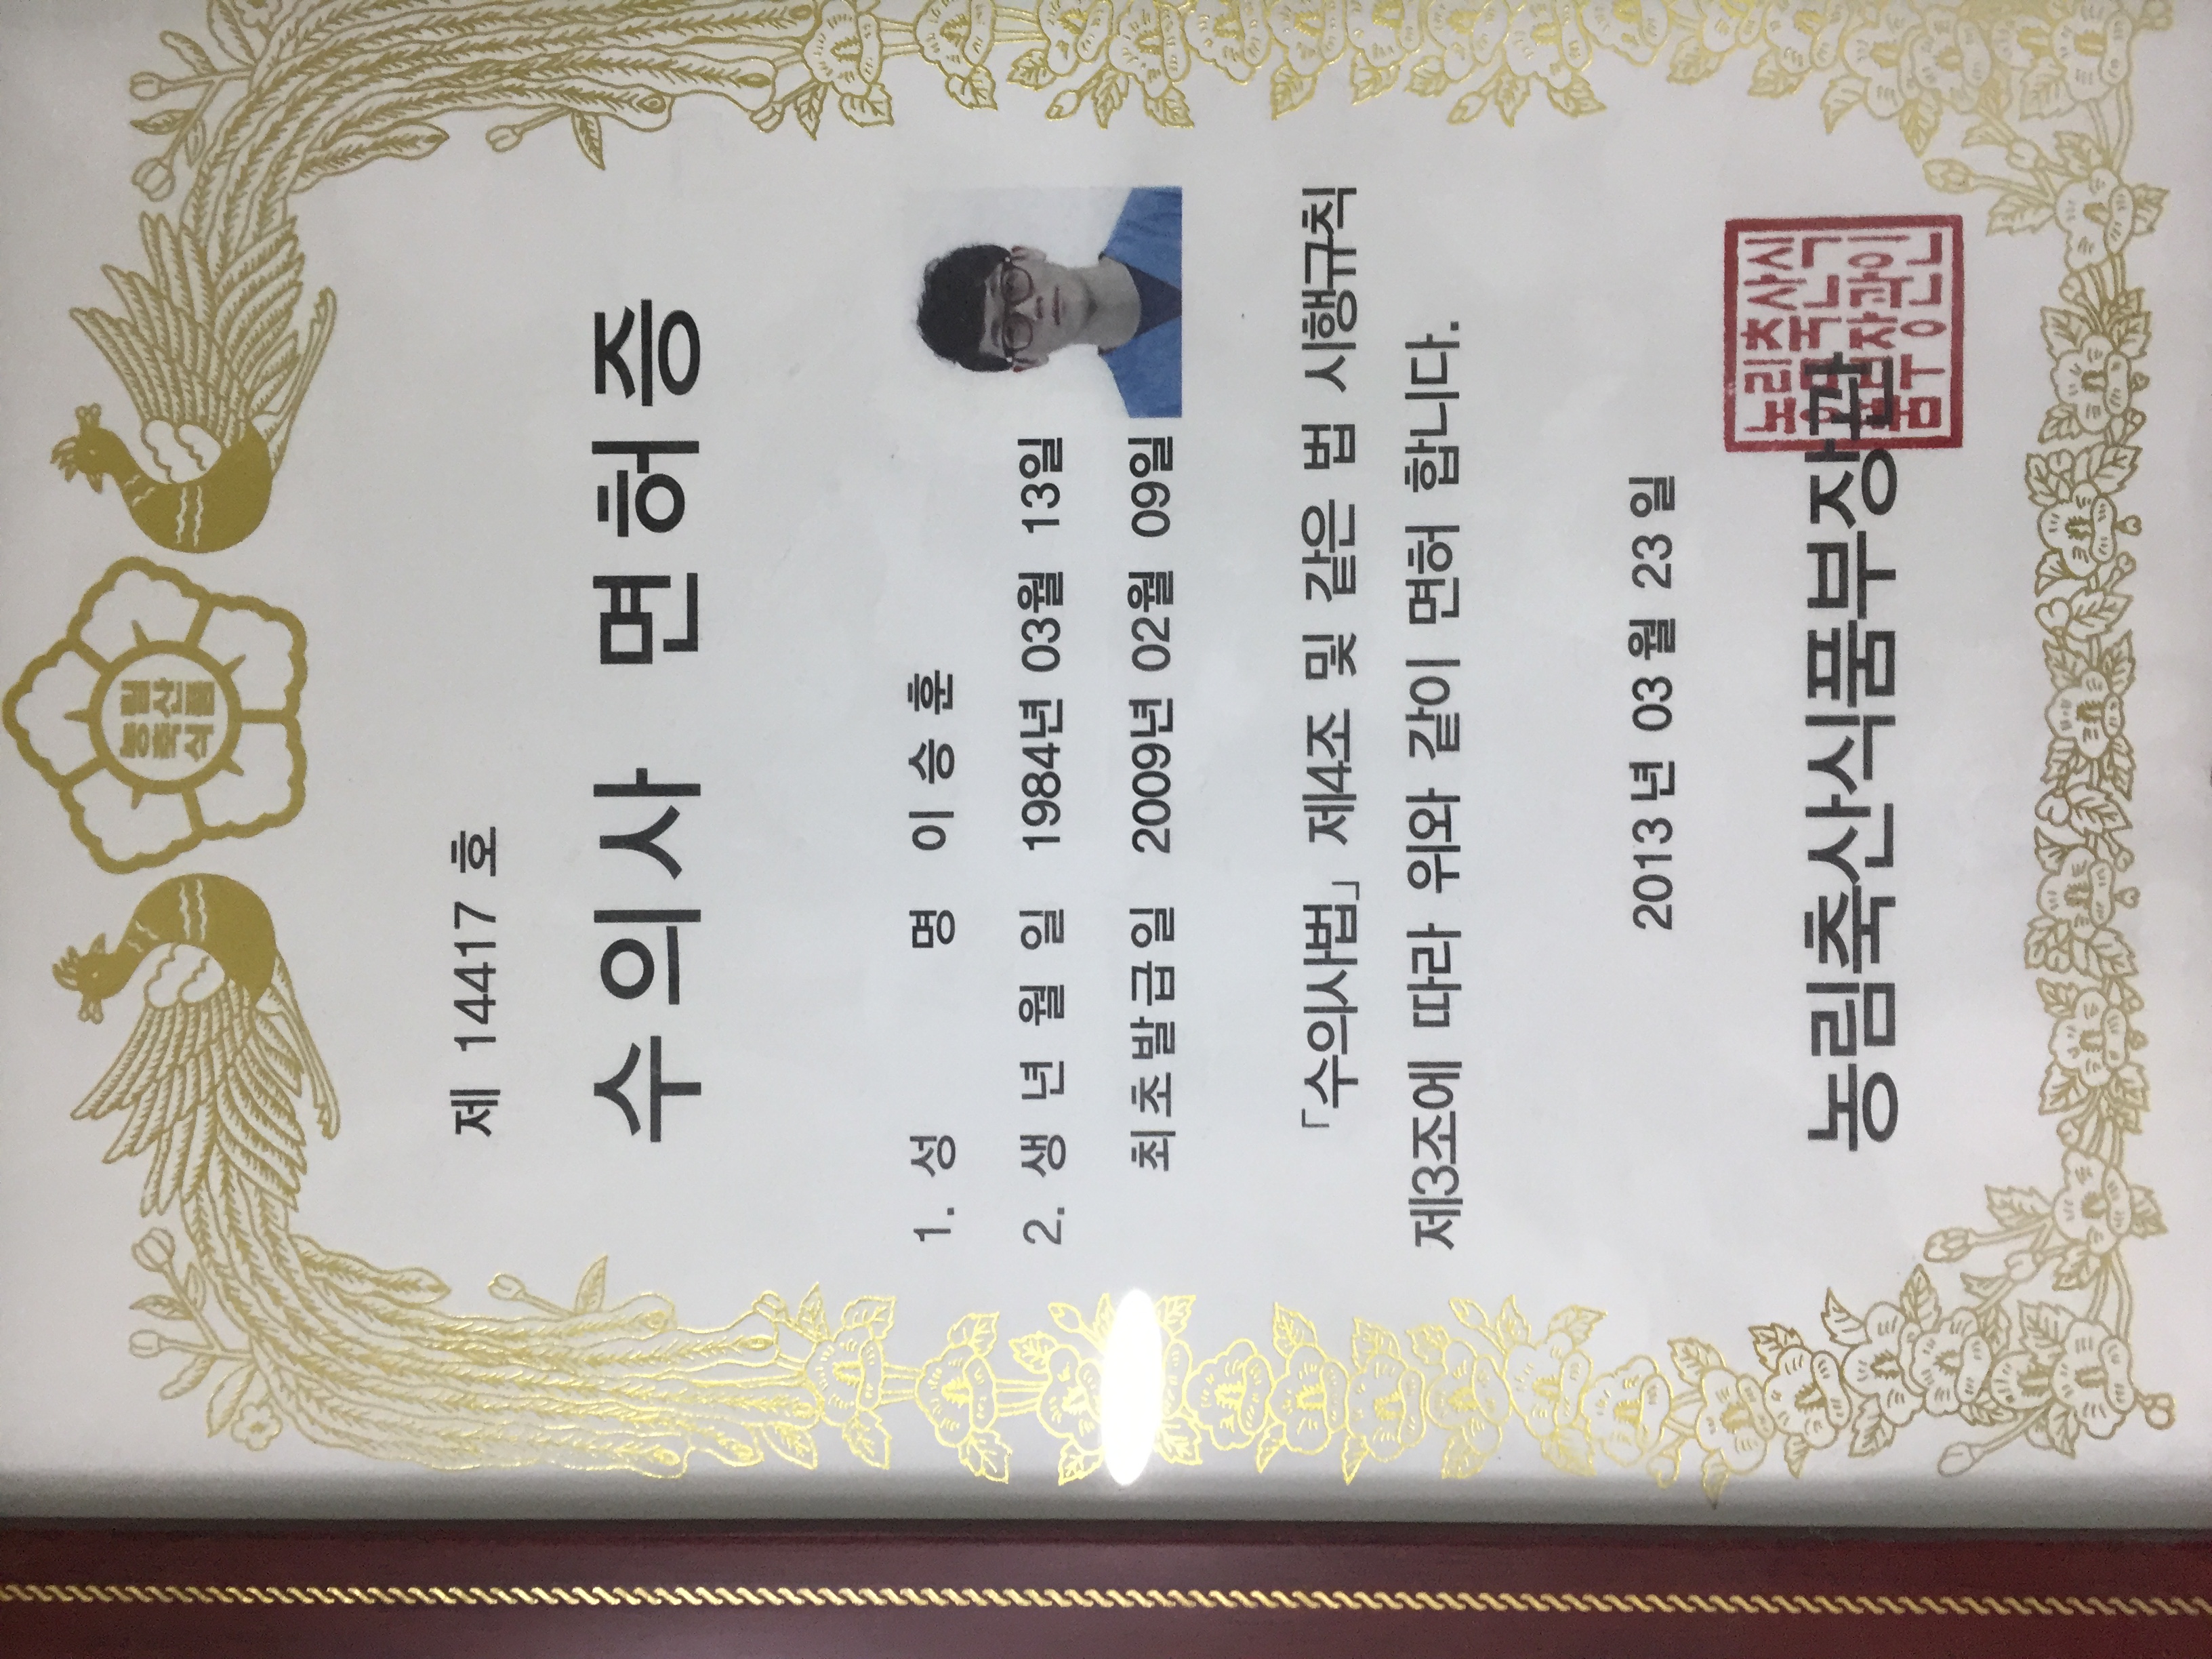 농림
축산
식품
제 14417 호
수의사 면허증
1. 성 명 이 승 훈
2. 생 년 월 일 1984년 03월 13일
최초발급일 2009년 02월 09일
「수의사법」 제4조 및 같은 법 시행규칙
제3조에 따라 위와 같이 면허 합니다.
2013 년 03 월 23 일
농림축산식품부장관
농림축산식
품부장관인